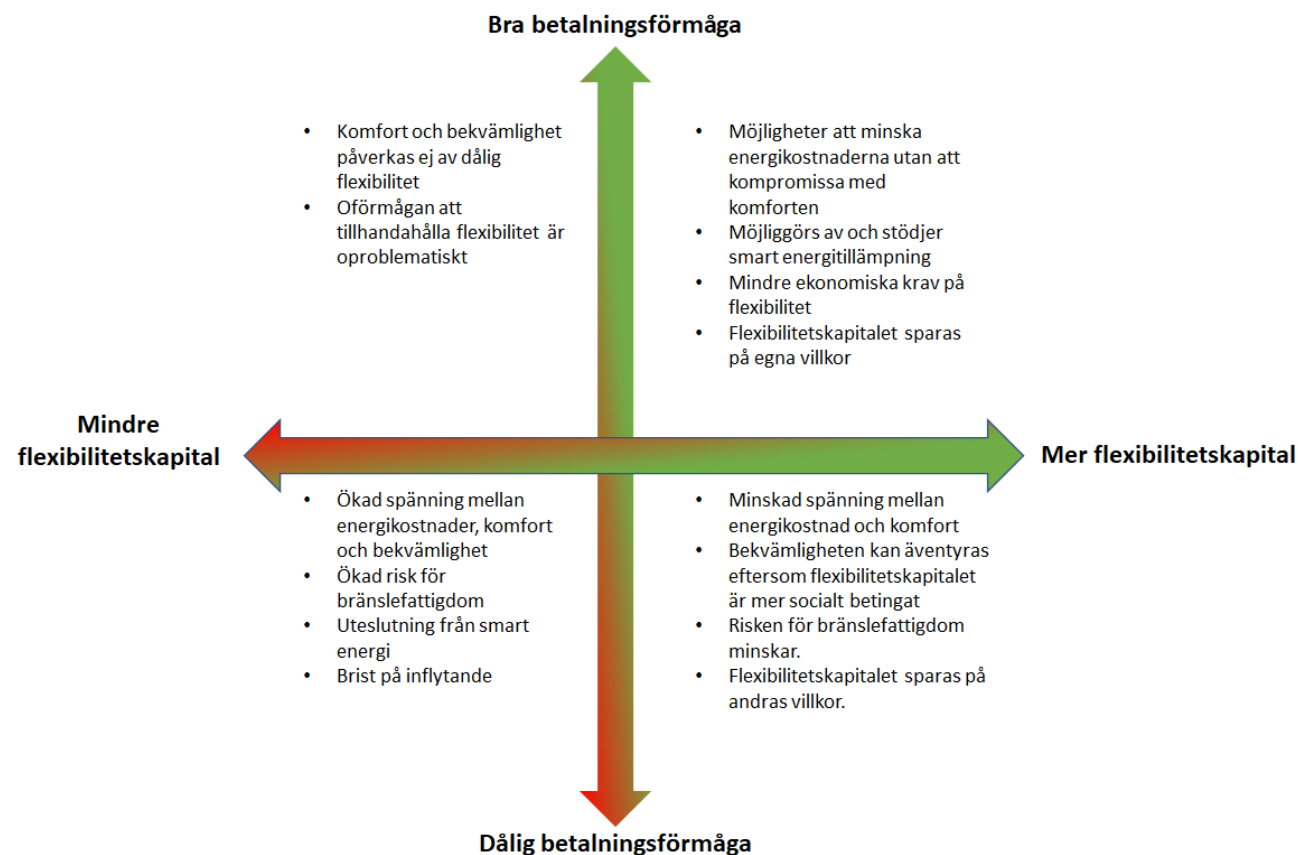 Bra betalningsförmåga
• Komfort och bekvämlighet
påverkas ej av dålig
flexibilitet
• Oförmågan att
tillhandahålla flexibilitet är
oproblematiskt
• Möjligheter att minska
energikostnaderna utan att
kompromissa med
komforten
• Möjliggörs av och stödjer
smart energitillämpning
• Mindre ekonomiska krav på
flexibilitet
• Flexibilitetskapitalet sparas
på egna villkor
Mindre
flexibilitetskapital
Mer flexibilitetskapital
• Ökad spänning mellan
energikostnader, komfort
och bekvämlighet
• Ökad risk för
bränslefattigdom
• Uteslutning från smart
energi
• Brist på inflytande
• Minskad spänning mellan
energikostnad och komfort
• Bekvämligheten kan äventyras
eftersom flexibilitetskapitalet
är mer socialt betingat
• Risken för bränslefattigdom
minskar.
• Flexibilitetskapitalet sparas på
andras villkor.
Dålig betalningsförmåga